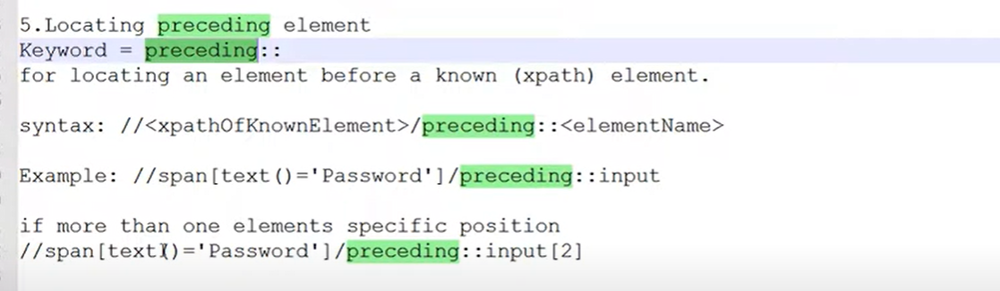 5.Locating preceding element
Keyword = preceding::
for locating an element before a known (xpath) element.
syntax: //<xpathOfKnownElement>/preceding::<elementName>
Example: //span[text()='Password']/preceding::input
if more than one elements specific position
//span[text()='Password']/preceding::input[2]